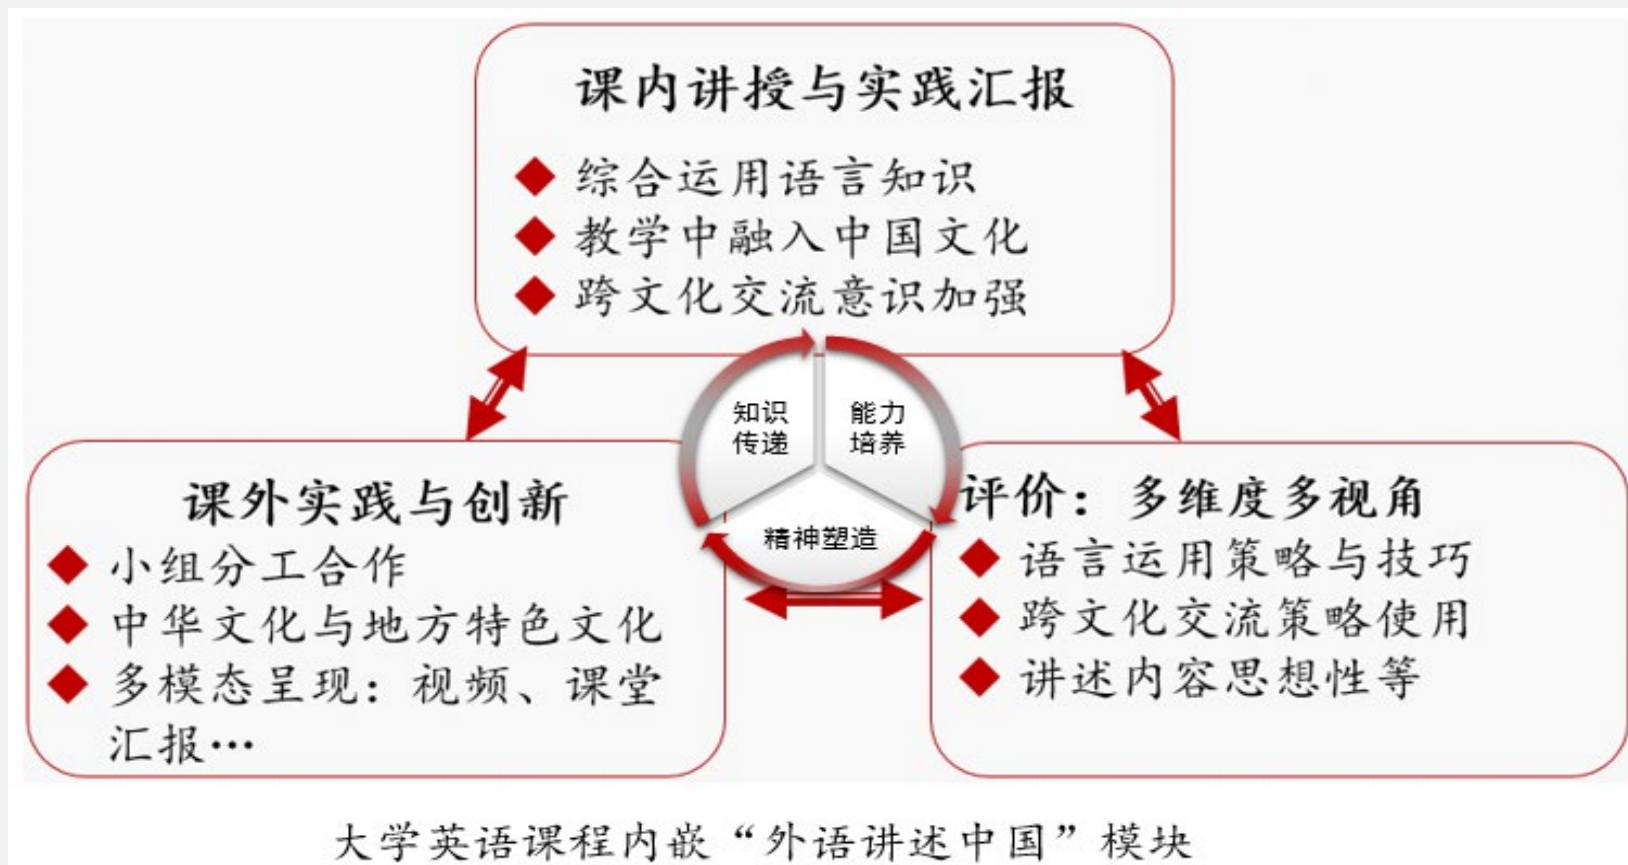 课内讲授与实践汇报
综合运用语言知识
教学中融入中国文化
跨文化交流意识加强
知识
传递
能力
培养
精神塑造
课外实践与创新
小组分工合作
中华文化与地方特色文化
多模态呈现：视频、课堂
汇报…
评价：多维度多视角
语言运用策略与技巧
跨文化交流策略使用
讲述内容思想性等
大学英语课程内嵌“外语讲述中国”模块